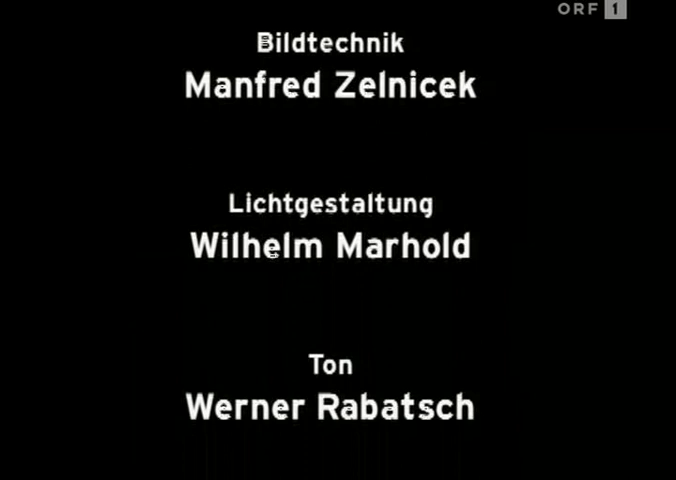 ORF 1
Bildtechnik
Manfred Zelnicek
Lichtgestaltung
Wilhelm Marhold
Ton
Werner Rabatsch